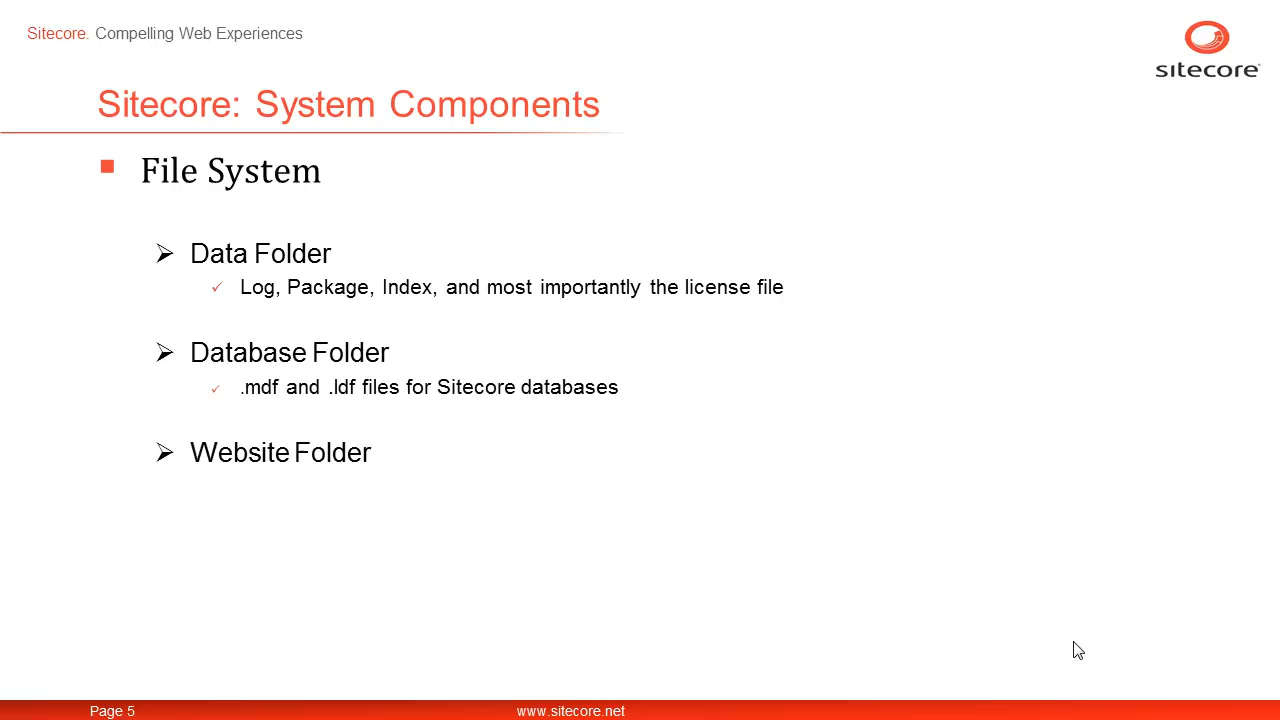 Sitecore. Compelling Web Experiences
sitecore
Sitecore: System Components
File System
Data Folder
Log, Package, Index, and most importantly the license file
Database Folder
.mdf and .ldf files for Sitecore databases
Website Folder
Page 5
www.sitecore.net